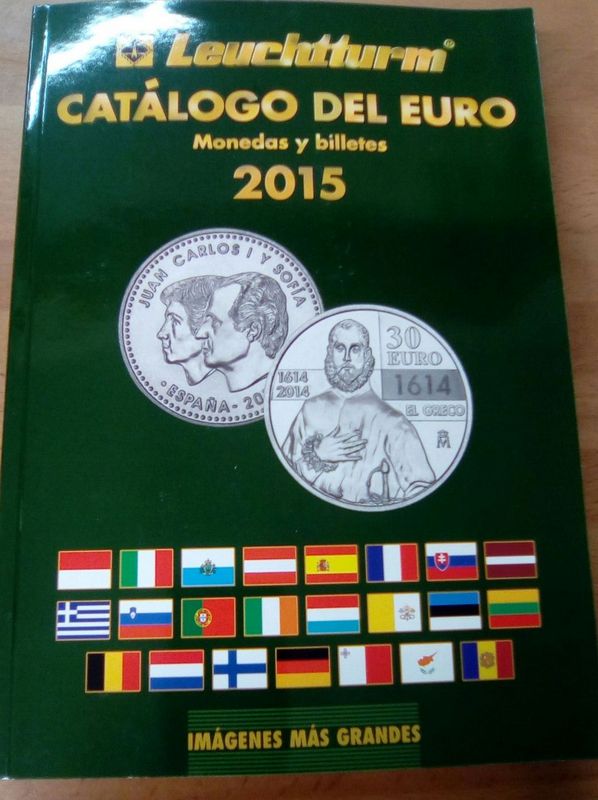 Leuchtturm®
CATÁLOGO DEL EURO
Monedas y billetes
2015
JUAN CARLOS I Y SOFÍA
·ESPAÑA-
30
EURO
1614
2014
1614
EL GRECO
M
IMÁGENES MÁS GRANDES